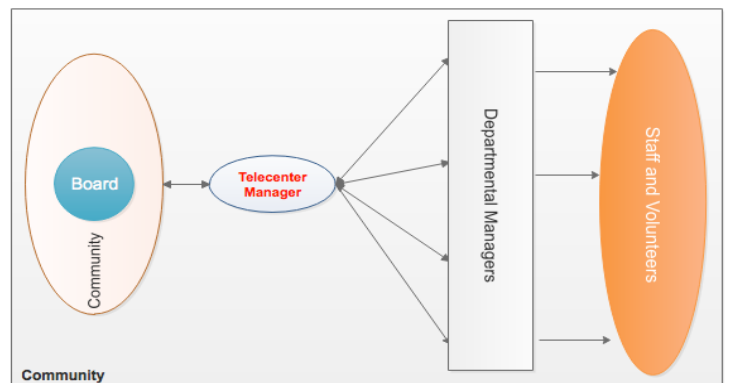 Board
Community
Telecenter
Manager
Departmental Managers
Staff and Volunteers
Community